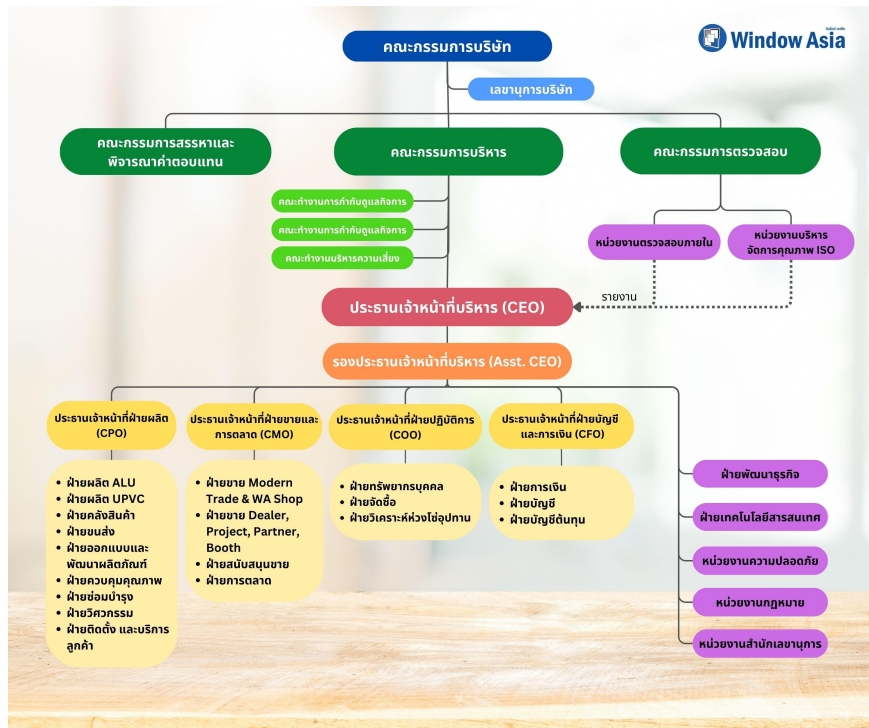 คณะกรรมการบริษัท
Window Asia
เลขานุการบริษัท
คณะกรรมการสรรหาและ
พิจารณาค่าตอบแทน
คณะกรรมการบริหาร
คณะกรรมการตรวจสอบ
คณะทำงานการกำกับดูแลกิจการ
คณะทำงานการกำกับดูแลกิจการ
คณะทำงานบริหารความเสี่ยง
หน่วยงานตรวจสอบภายใน
หน่วยงานบริหาร
จัดการคุณภาพ ISO
รายงาน
ประธานเจ้าหน้าที่บริหาร (CEO)
รองประธานเจ้าหน้าที่บริหาร (Asst. CEO)
ประธานเจ้าหน้าที่ฝ่ายผลิต
(CPO)
• ฝ่ายผลิต ALU
• ฝ่ายผลิต UPVC
• ฝ่ายคลังสินค้า
• ฝ่ายขนส่ง
• ฝ่ายออกแบบและ
พัฒนาผลิตภัณฑ์
• ฝ่ายควบคุมคุณภาพ
• ฝ่ายซ่อมบำรุง
• ฝ่ายวิศวกรรม
• ฝ่ายติดตั้ง และบริการ
ลูกค้า
ประธานเจ้าหน้าที่ฝ่ายขายและ
การตลาด (CMO)
• ฝ่ายขาย Modern
Trade & WA Shop
• ฝ่ายขาย Dealer,
Project, Partner,
Booth
• ฝ่ายสนับสนุนขาย
• ฝ่ายการตลาด
ประธานเจ้าหน้าที่ฝ่ายปฏิบัติการ
(COO)
• ฝ่ายทรัพยากรบุคคล
• ฝ่ายจัดซื้อ
• ฝ่ายวิเคราะห์ห่วงโซ่อุปทาน
ประธานเจ้าหน้าที่ฝ่ายบัญชี
และการเงิน (CFO)
• ฝ่ายการเงิน
• ฝ่ายบัญชี
• ฝ่ายบัญชีต้นทุน
ฝ่ายพัฒนาธุรกิจ
ฝ่ายเทคโนโลยีสารสนเทศ
หน่วยงานความปลอดภัย
หน่วยงานกฎหมาย
หน่วยงานสำนักเลขานุการ